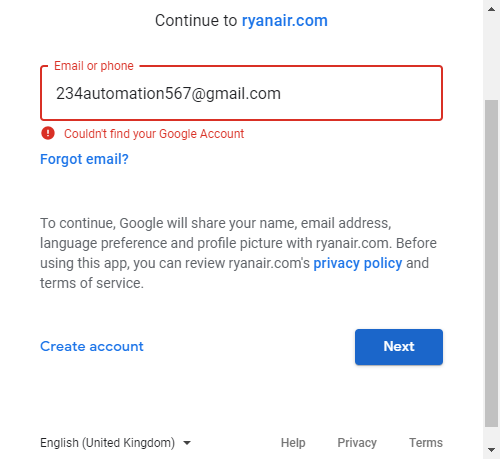 Continue to ryanair.com
Email or phone
234automation567@gmail.com
Couldn't find your Google Account
Forgot email?
To continue, Google will share your name, email address,
language preference and profile picture with ryanair.com. Before
using this app, you can review ryanair.com's privacy policy and
terms of service.
Create account
Next
English (United Kingdom)
Help
Privacy
Terms